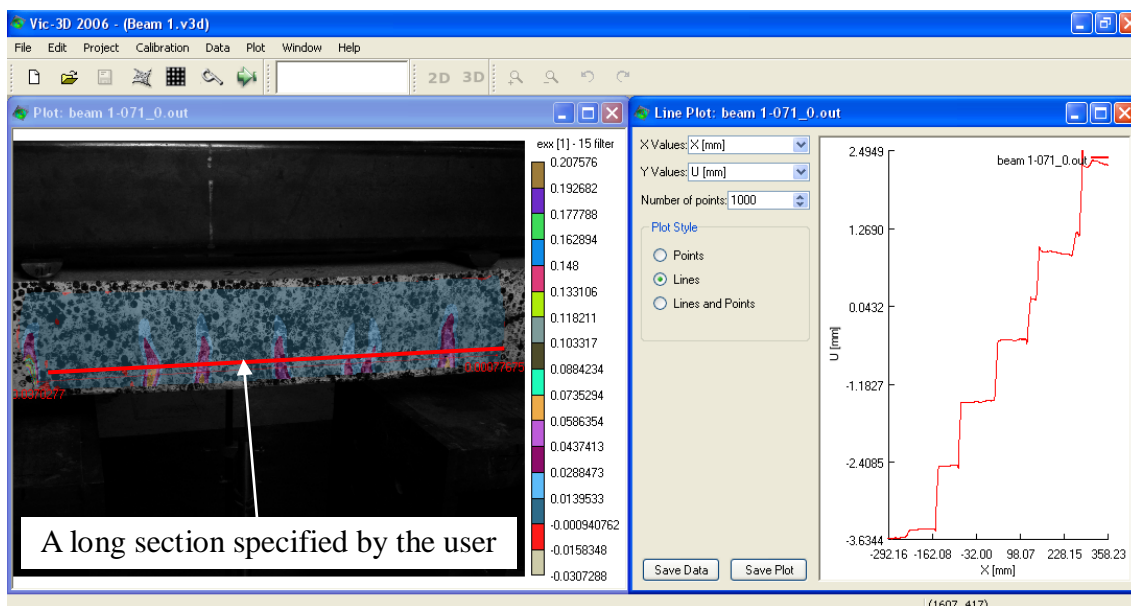 Vic-3D 2006 - (Beam 1.v3d)
File Edit Project Calibration Data Plot Window Help
2D 3D
Plot: beam 1-071_0.out
exx [1] - 15 filter
0.207576
0.192682
0.177788
0.162894
0.148
0.133106
0.118211
0.103317
0.0884234
0.0735294
0.0586354
0.0437413
0.0288473
0.0139533
-0.000940762
-0.0158348
-0.0307288
A long section specified by the user
Line Plot: beam 1-071_0.out
X Values: X [mm]
Y Values: U [mm]
Number of points: 1000
Plot Style
Points
Lines
Lines and Points
Save Data Save Plot
beam 1-071_0.out
2.4949
1.2690
0.0432
-1.1827
-2.4085
-3.6344
U [mm]
-292.16 -162.08 -32.00 98.07 228.15 358.23
X [mm]
(1607, 417)